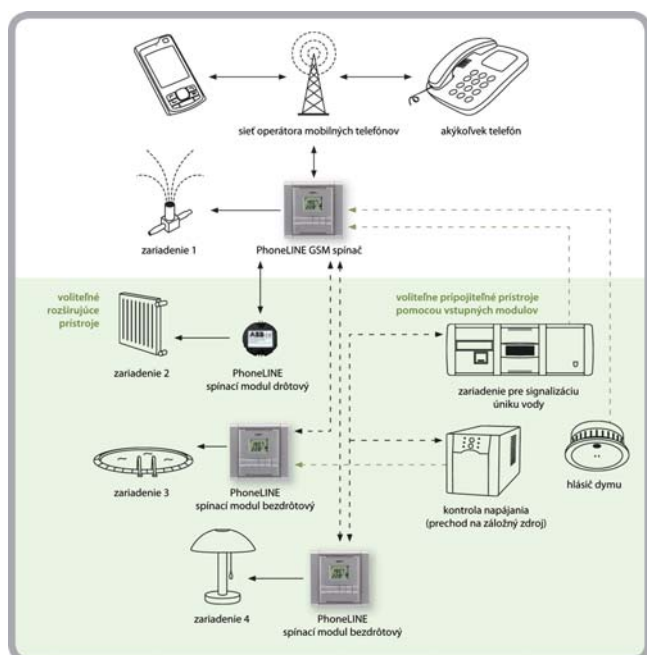 sieť operátora mobilných telefónov
akýkoľvek telefón
zariadenie 1
PhoneLINE GSM spínač
voliteľné
rozširujúce
prístroje
voliteľne pripojiteľné prístroje
pomocou vstupných modulov
ABB
zariadenie 2
PhoneLINE
spínací modul drôtový
zariadenie pre signalizáciu
úniku vody
zariadenie 3
PhoneLINE
spínací modul bezdrôtový
kontrola napájania
(prechod na záložný zdroj)
hlásič dymu
zariadenie 4
PhoneLINE
spínací modul bezdrôtový